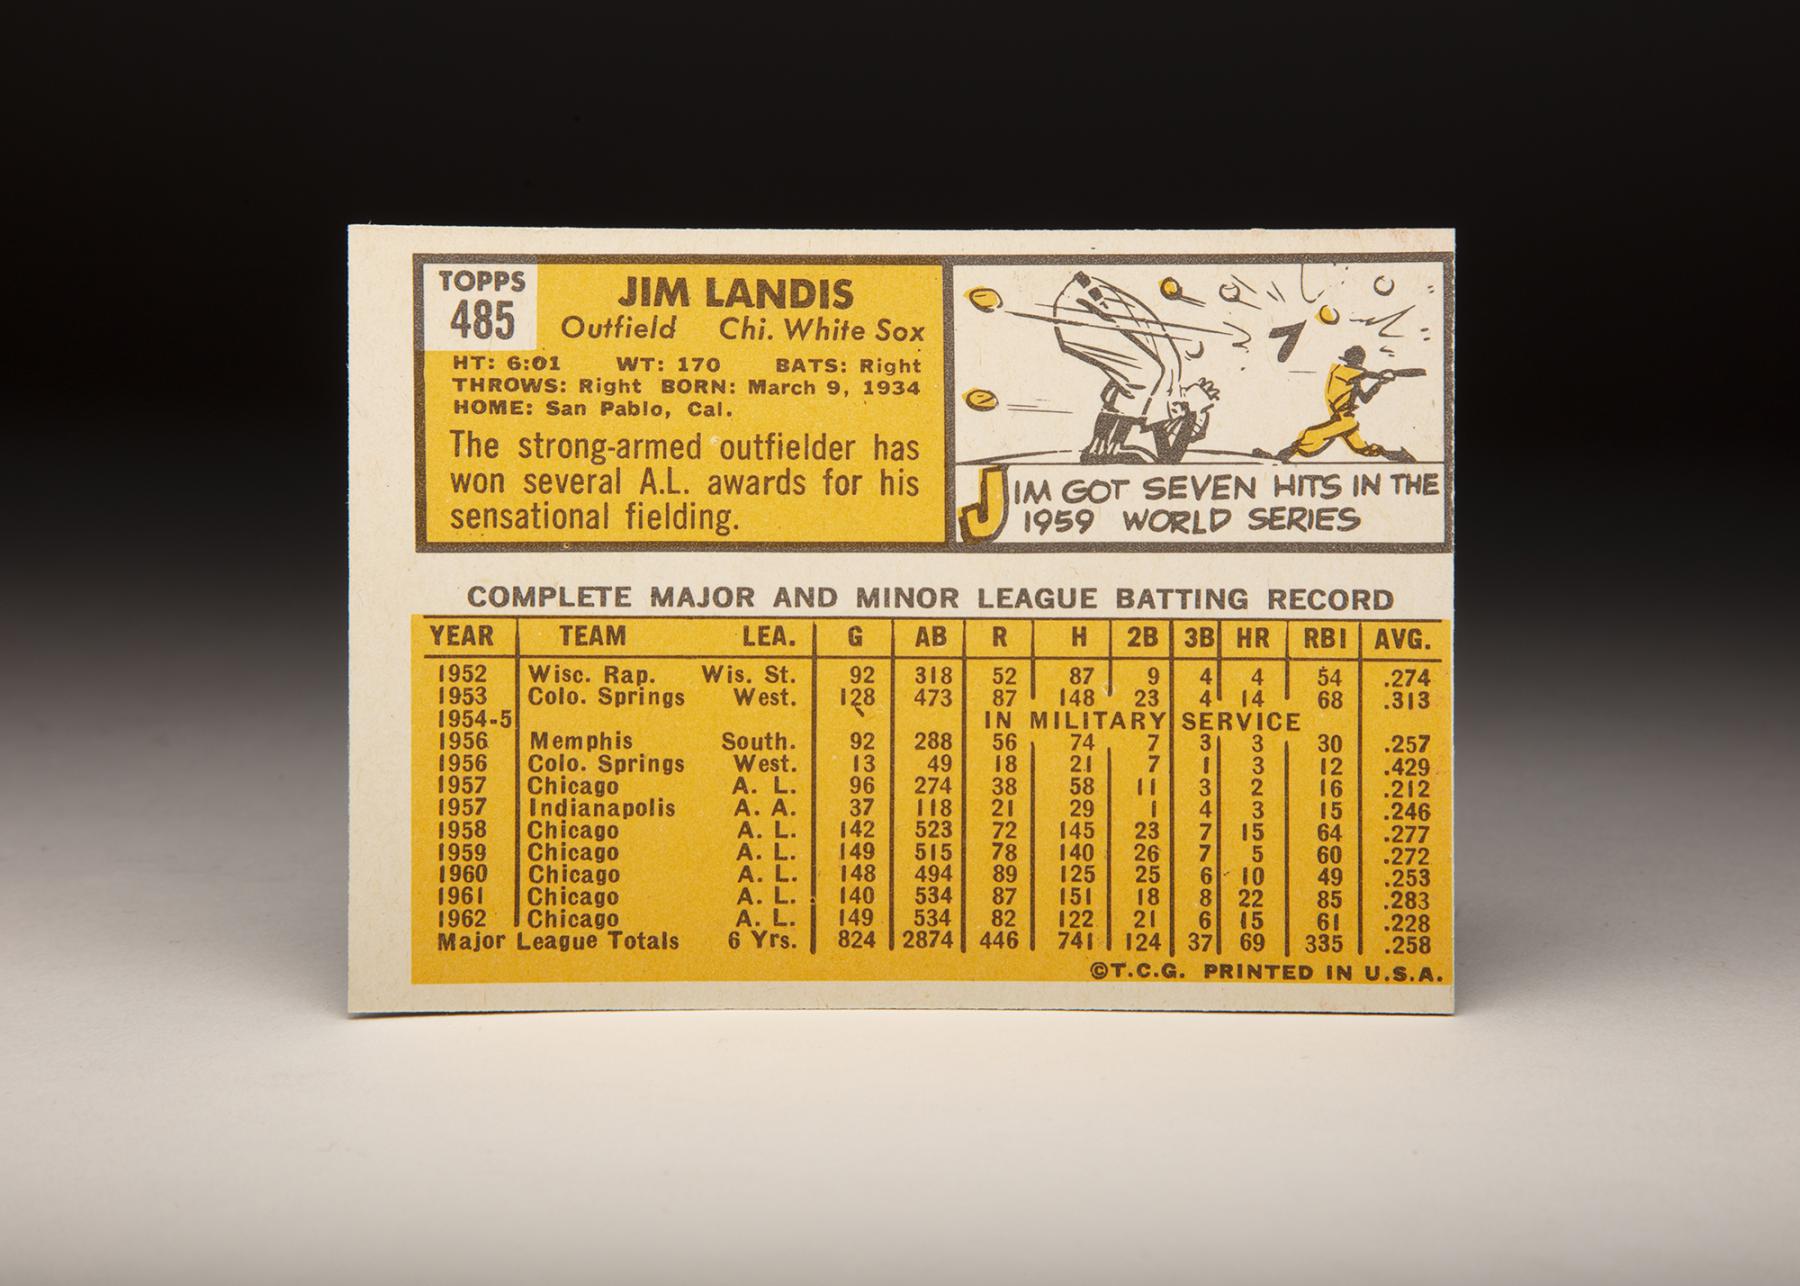 TOPPS
485
JIM LANDIS
Outfield Chi. White Sox
HT: 6:01 WT: 170 BATS: Right
THROWS: Right BORN: March 9, 1934
HOME: San Pablo, Cal.
The strong-armed outfielder has
won several A.L. awards for his
sensational fielding.
7
JIM GOT SEVEN HITS IN THE
1959 WORLD SERIES
COMPLETE MAJOR AND MINOR LEAGUE BATTING RECORD
YEAR TEAM LEA. G AB R H 2B 3B HR RBI AVG.
1952 Wisc. Rap. Wis. St. 92 318 52 87 9 4 4 54 .274
1953 Colo. Springs West. 128 473 87 148 23 4 14 68 .313
1954-5 IN MILITARY SERVICE
1956 Memphis South. 92 288 56 74 7 3 3 30 .257
1956 Colo. Springs West. 13 49 18 21 7 1 3 12 .429
1957 Chicago A. L. 96 274 38 58 11 3 2 16 .212
1957 Indianapolis A. A. 37 118 21 29 1 4 3 15 .246
1958 Chicago A. L. 142 523 72 145 23 7 15 64 .277
1959 Chicago A. L. 149 515 78 140 26 7 5 60 .272
1960 Chicago A. L. 148 494 89 125 25 6 10 49 .253
1961 Chicago A. L. 140 534 87 151 18 8 22 85 .283
1962 Chicago A. L. 149 534 82 122 21 6 15 61 .228
Major League Totals 6 Yrs. 824 2874 446 741 124 37 69 335 .258
©T.C.G. PRINTED IN U.S.A.